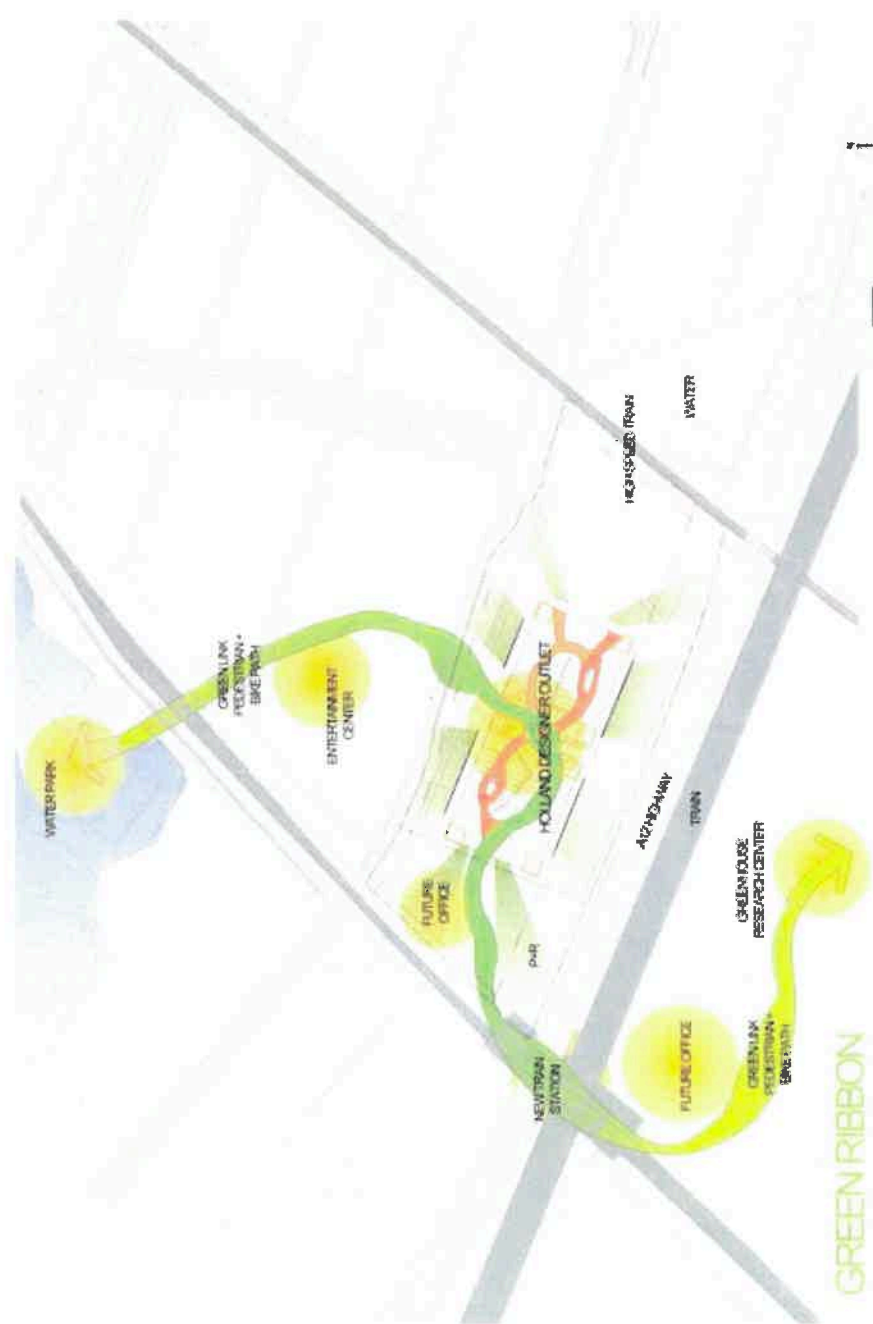 WATER PARK
GREEN LINK
PEDESTRIAN +
BIKE PATH
ENTERTAINMENT
CENTER
FUTURE
OFFICE
P+R
HOLLAND DESIGNER OUTLET
NEW TRAIN
STATION
HIGH SPEED TRAIN
A12 HIGHWAY
WATER
TRAIN
FUTURE OFFICE
GREENHOUSE
RESEARCH CENTER
GREEN LINK
PEDESTRIAN +
BIKE PATH
GREEN RIBBON